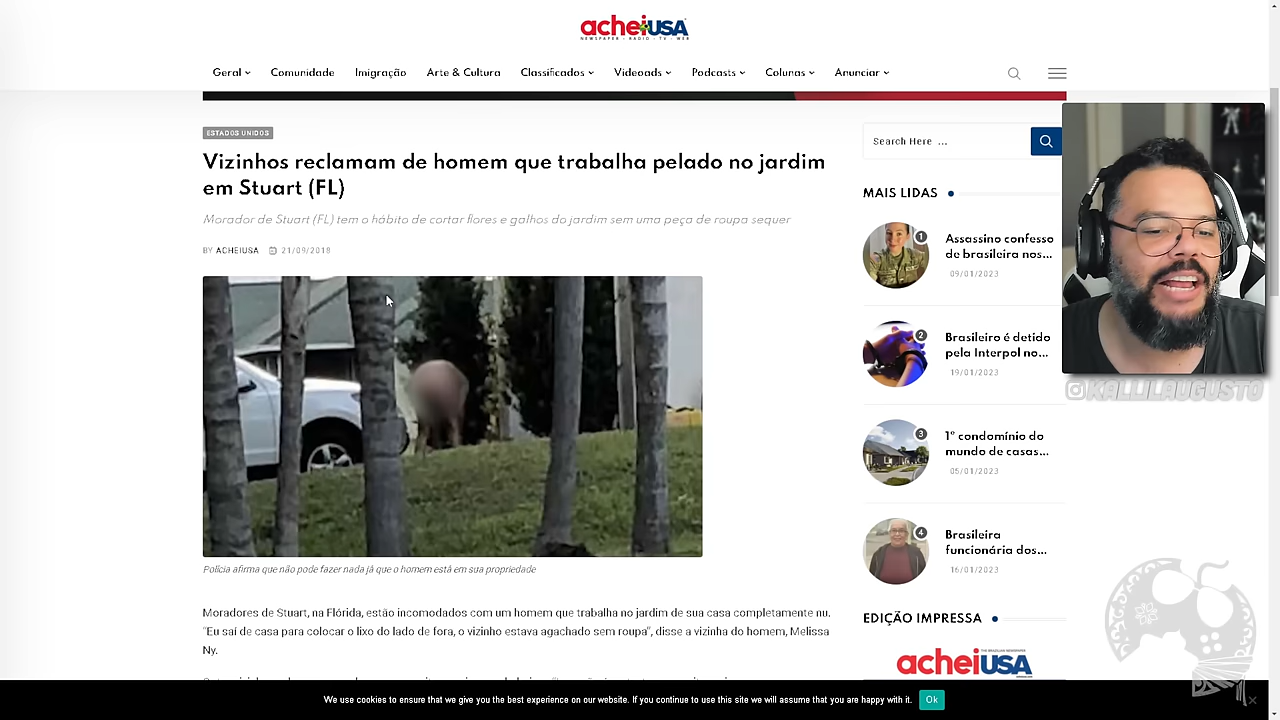 acheiUSA
NEWSPAPER - RADIO - TV - WEB
Geral
Comunidade
Imigração
Arte & Cultura
Classificados
Videoads
Podcasts
Colunas
Anunciar
ESTADOS UNIDOS
Vizinhos reclamam de homem que trabalha pelado no jardim
em Stuart (FL)
Morador de Stuart (FL) tem o hábito de cortar flores e galhos do jardim sem uma peça de roupa sequer
BY ACHEIUSA 21/09/2018
Polícia afirma que não pode fazer nada já que o homem está em sua propriedade
Moradores de Stuart, na Flórida, estão incomodados com um homem que trabalha no jardim de sua casa completamente nu.
"Eu saí de casa para colocar o lixo do lado de fora, o vizinho estava agachado sem roupa", disse a vizinha do homem, Melissa
Ny.
Search Here ...
MAIS LIDAS
1
Assassino confesso
de brasileira nos...
09/01/2023
2
Brasileiro é detido
pela Interpol no...
19/01/2023
3
1º condomínio do
mundo de casas...
05/01/2023
4
Brasileira
funcionária dos...
16/01/2023
EDIÇÃO IMPRESSA
acheiUSA
@KALLILAUGUSTO
We use cookies to ensure that we give you the best experience on our website. If you continue to use this site we will assume that you are happy with it.
Ok